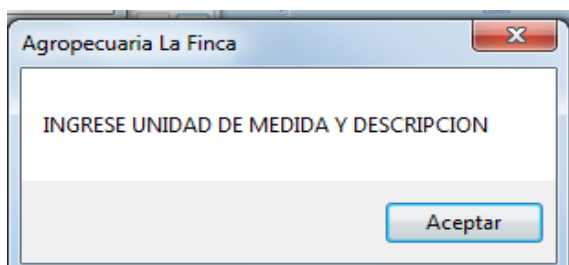 Agropecuaria La Finca
INGRESE UNIDAD DE MEDIDA Y DESCRIPCION
Aceptar